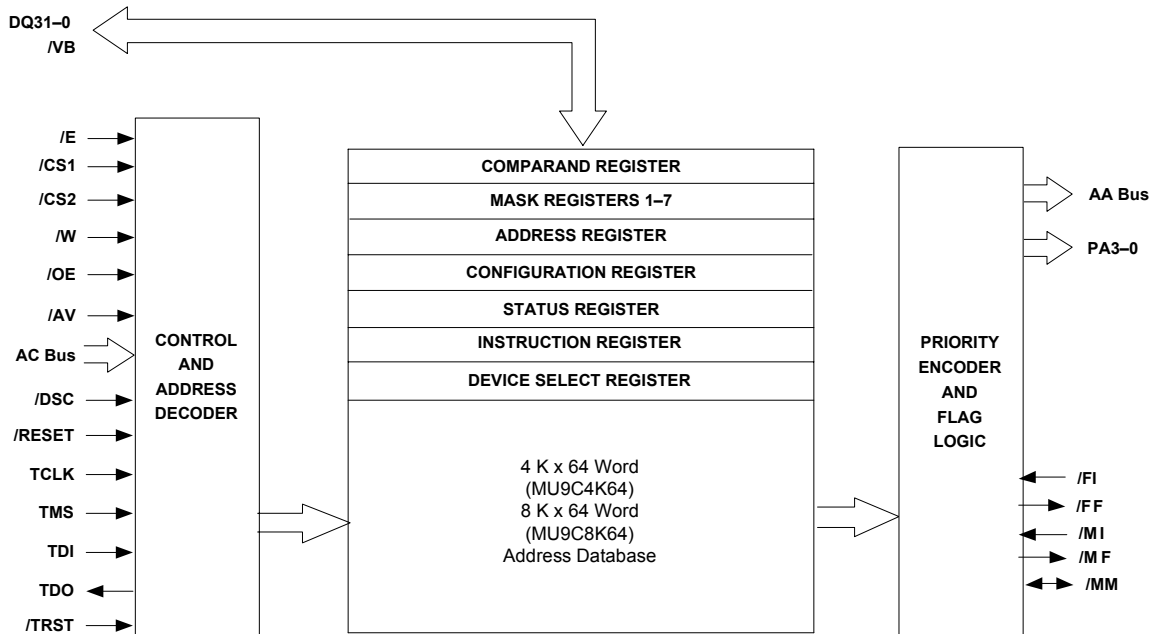 DQ31–0
/VB
/E
/CS1
/CS2
/W
/OE
/AV
AC Bus
/DSC
/RESET
TCLK
TMS
TDI
TDO
/TRST
CONTROL
AND
ADDRESS
DECODER
COMPARAND REGISTER
MASK REGISTERS 1–7
ADDRESS REGISTER
CONFIGURATION REGISTER
STATUS REGISTER
INSTRUCTION REGISTER
DEVICE SELECT REGISTER
4 K x 64 Word
(MU9C4K64)
8 K x 64 Word
(MU9C8K64)
Address Database
PRIORITY
ENCODER
AND
FLAG
LOGIC
AA Bus
PA3–0
/FI
/FF
/MI
/MF
/MM